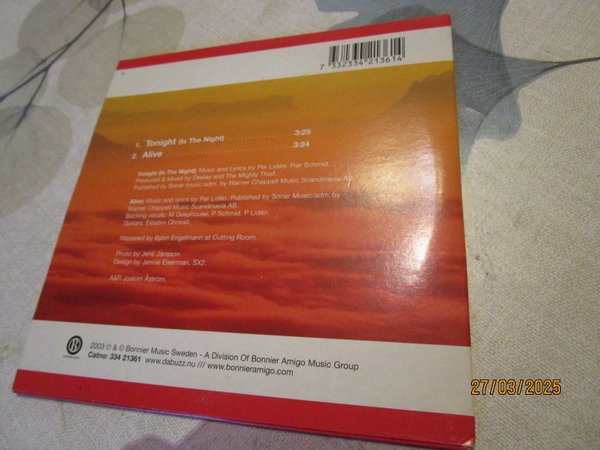 7 332334 213614
1. Tonight (Is The Night) 3:25
2. Alive 3:24
Tonight (Is The Night): Music and Lyrics by Per Lidén, Pier Schmid.
Produced & Mixed by Deetay and The Mighty Thief.
Published by Sonar music/adm. by Warner Chappell Music Scandinavia AB.
Alive: Music and lyrics by Per Lidén. Published by Sonar Music/adm. by
Warner Chappell Music Scandinavia AB.
Backing vocals: M Deephouse, P Schmid, P Lidén.
Guitars: Esbjörn Öhrwall.
Mastered by Björn Engelmann at Cutting Room.
Photo by Jens Jansson.
Design by Jennie Eiserman, SX2.
A&R Joakim Åström.
2003 ℗ & © Bonnier Music Sweden - A Division Of Bonnier Amigo Music Group
Catno: 334 21361 www.dabuzz.nu /// www.bonnieramigo.com
27/03/2025